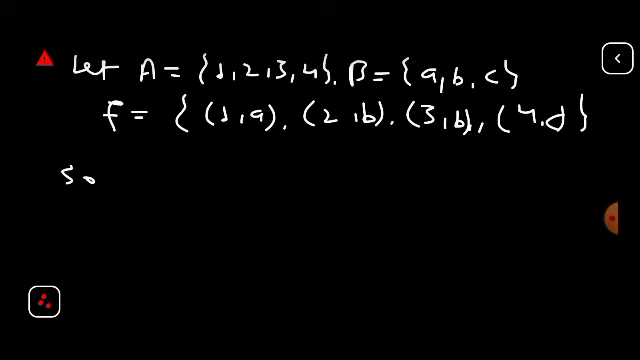 Let A = {1,2,3,4}. B = {a,b,c}
F = {(1,a). (2,b). (3,b), (4,c)}
So